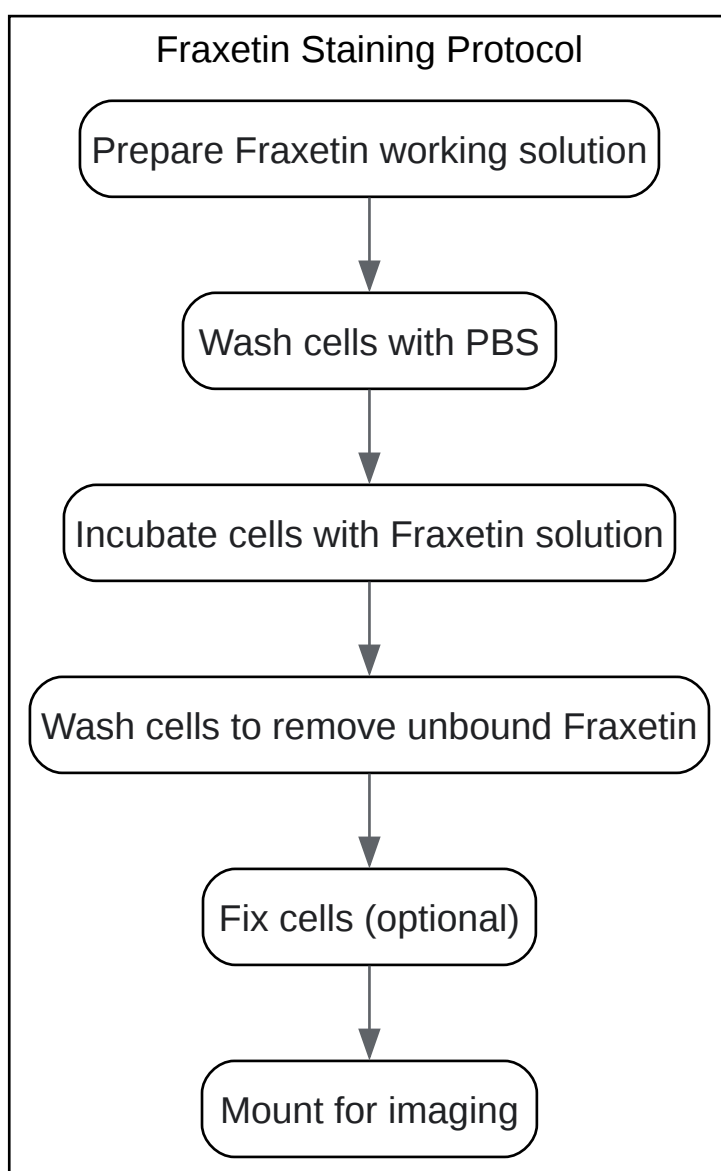 Fraxetin Staining Protocol
Prepare Fraxetin working solution
Wash cells with PBS
Incubate cells with Fraxetin solution
Wash cells to remove unbound Fraxetin
Fix cells (optional)
Mount for imaging